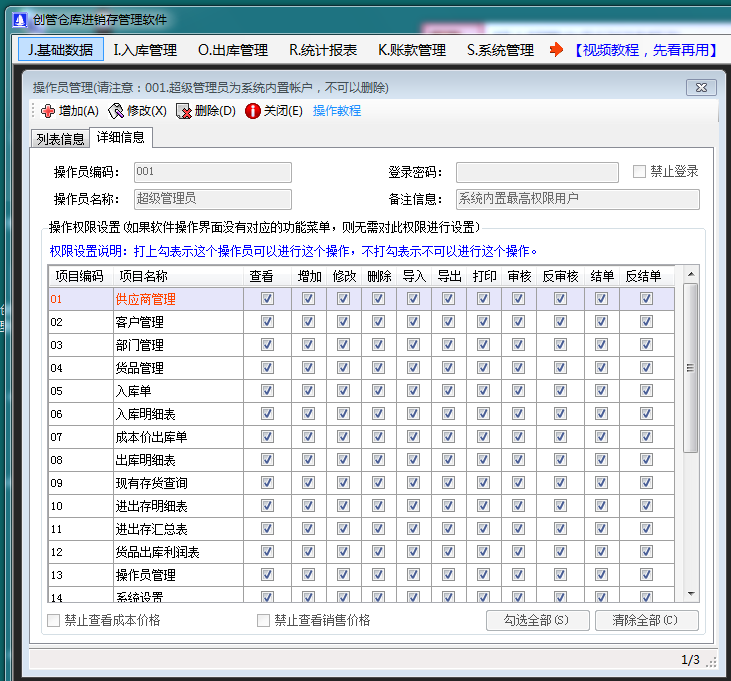 创管仓库进销存管理软件
J.基础数据 I.入库管理 O.出库管理 R.统计报表 K.账款管理 S.系统管理 【视频教程，先看再用】
操作员管理(请注意：001.超级管理员为系统内置帐户，不可以删除)
增加(A) 修改(X) 删除(D) 关闭(E) 操作教程
列表信息 详细信息
操作员编码： 001 登录密码： 禁止登录
操作员名称： 超级管理员 备注信息： 系统内置最高权限用户
操作权限设置(如果软件操作界面没有对应的功能菜单，则无需对此权限进行设置)
权限设置说明：打上勾表示这个操作员可以进行这个操作，不打勾表示不可以进行这个操作。
项目编码 项目名称 查看 增加 修改 删除 导入 导出 打印 审核 反审核 结单 反结单
01 供应商管理
02 客户管理
03 部门管理
04 货品管理
05 入库单
06 入库明细表
07 成本价出库单
08 出库明细表
09 现有存货查询
10 进出存明细表
11 进出存汇总表
12 货品出库利润表
13 操作员管理
14 系统设置
禁止查看成本价格 禁止查看销售价格 勾选全部(S) 清除全部(C)
1/3